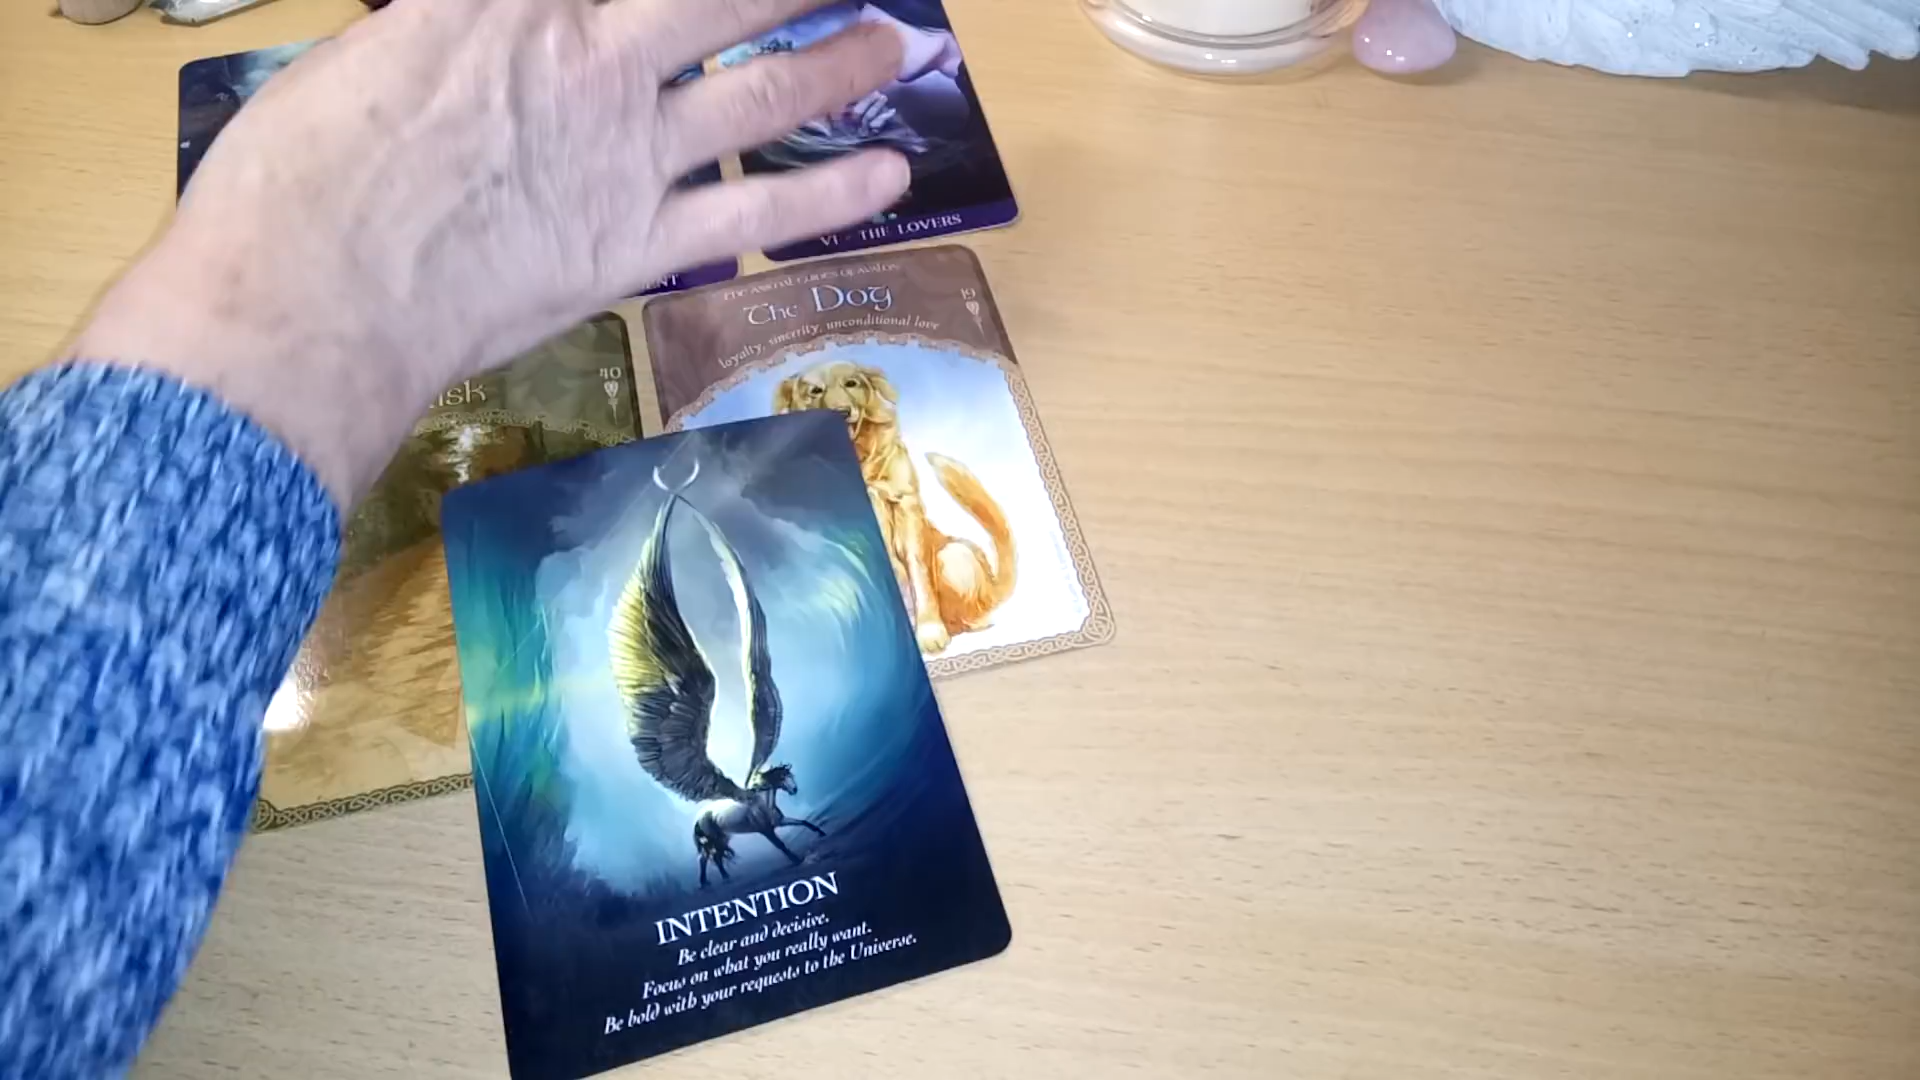 VI - THE LOVERS
THE ANIMAL GUIDES OF AVALON
The Dog
19
loyalty, sincerity, unconditional love
40
INTENTION
Be clear and decisive.
Focus on what you really want.
Be bold with your requests to the Universe.